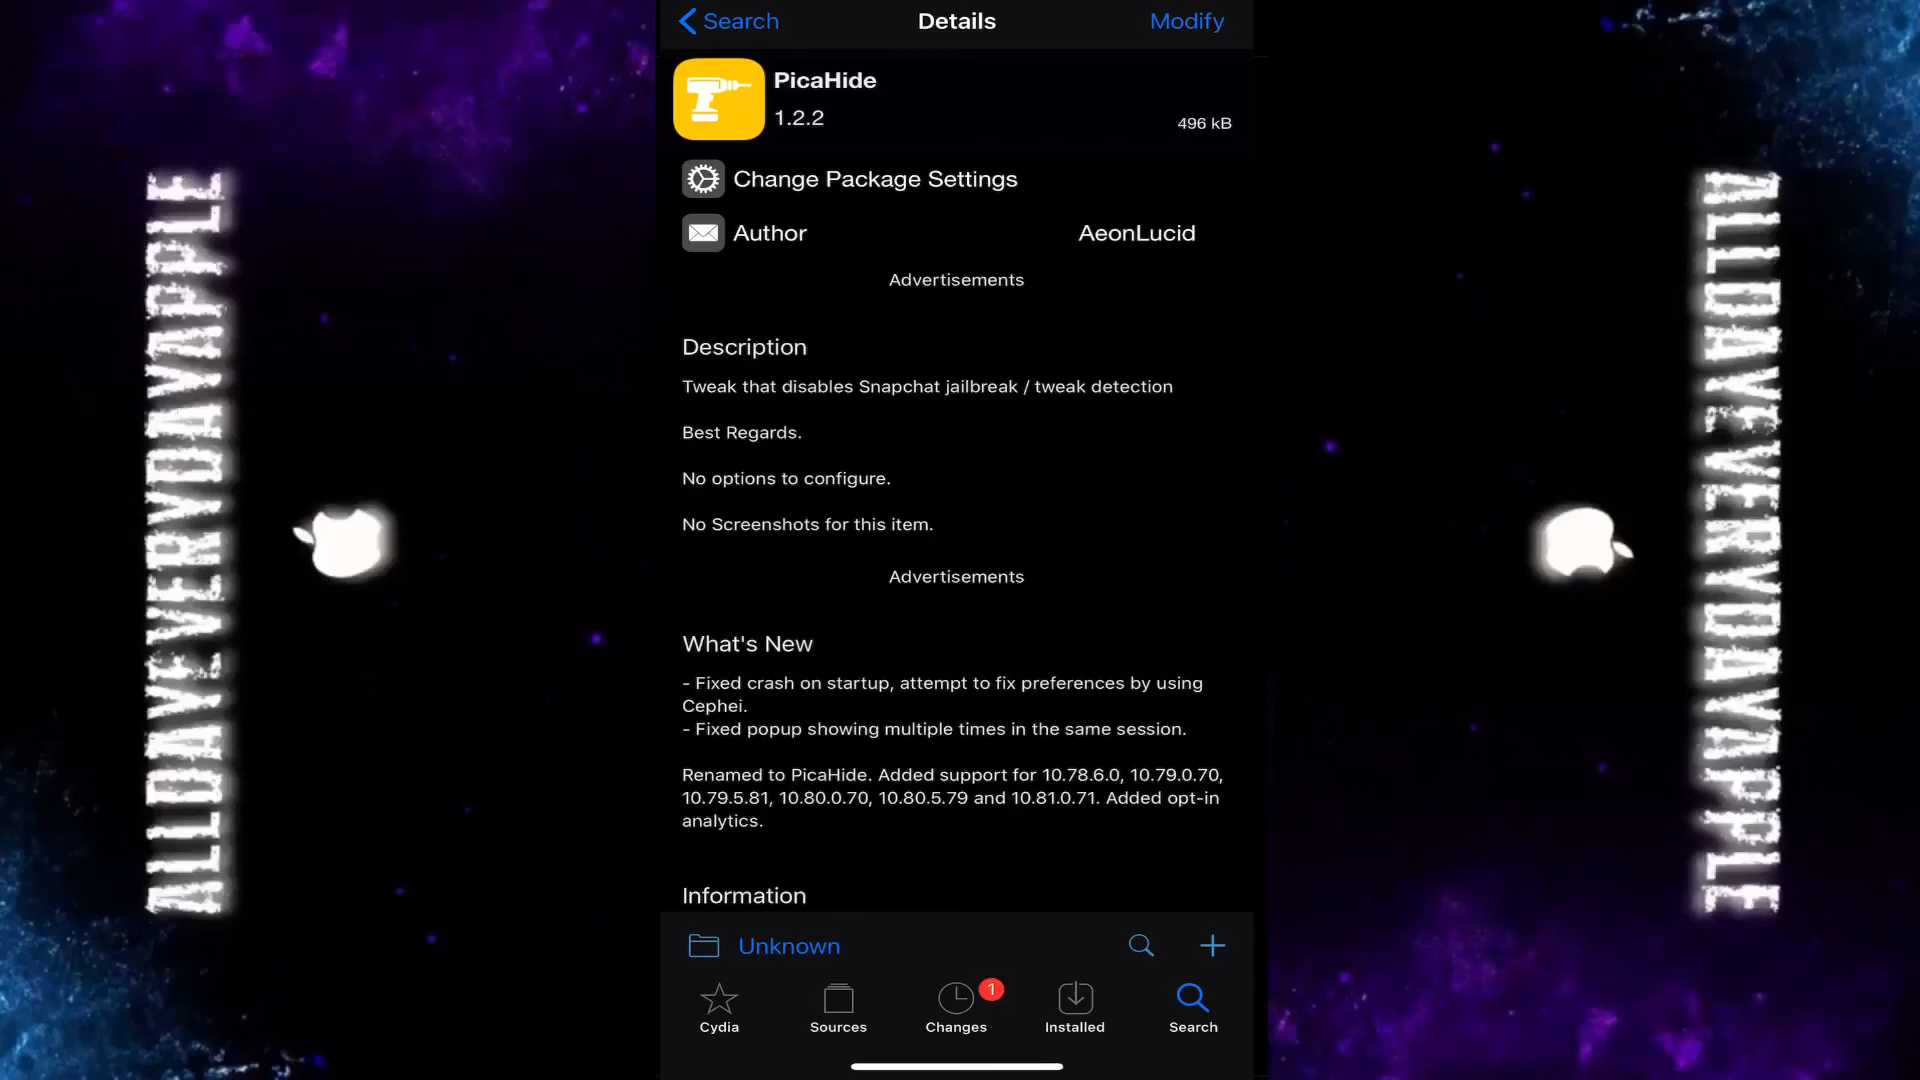 ALLDAYEVERYDAYAPPLE
Search
Details
Modify
PicaHide
1.2.2
496 kB
Change Package Settings
Author
AeonLucid
Advertisements
Description
Tweak that disables Snapchat jailbreak / tweak detection
Best Regards.
No options to configure.
No Screenshots for this item.
Advertisements
What's New
- Fixed crash on startup, attempt to fix preferences by using
Cephei.
- Fixed popup showing multiple times in the same session.
Renamed to PicaHide. Added support for 10.78.6.0, 10.79.0.70,
10.79.5.81, 10.80.0.70, 10.80.5.79 and 10.81.0.71. Added opt-in
analytics.
Information
Unknown
1
Cydia
Sources
Changes
Installed
Search
ALLDAYEVERYDAYAPPLE